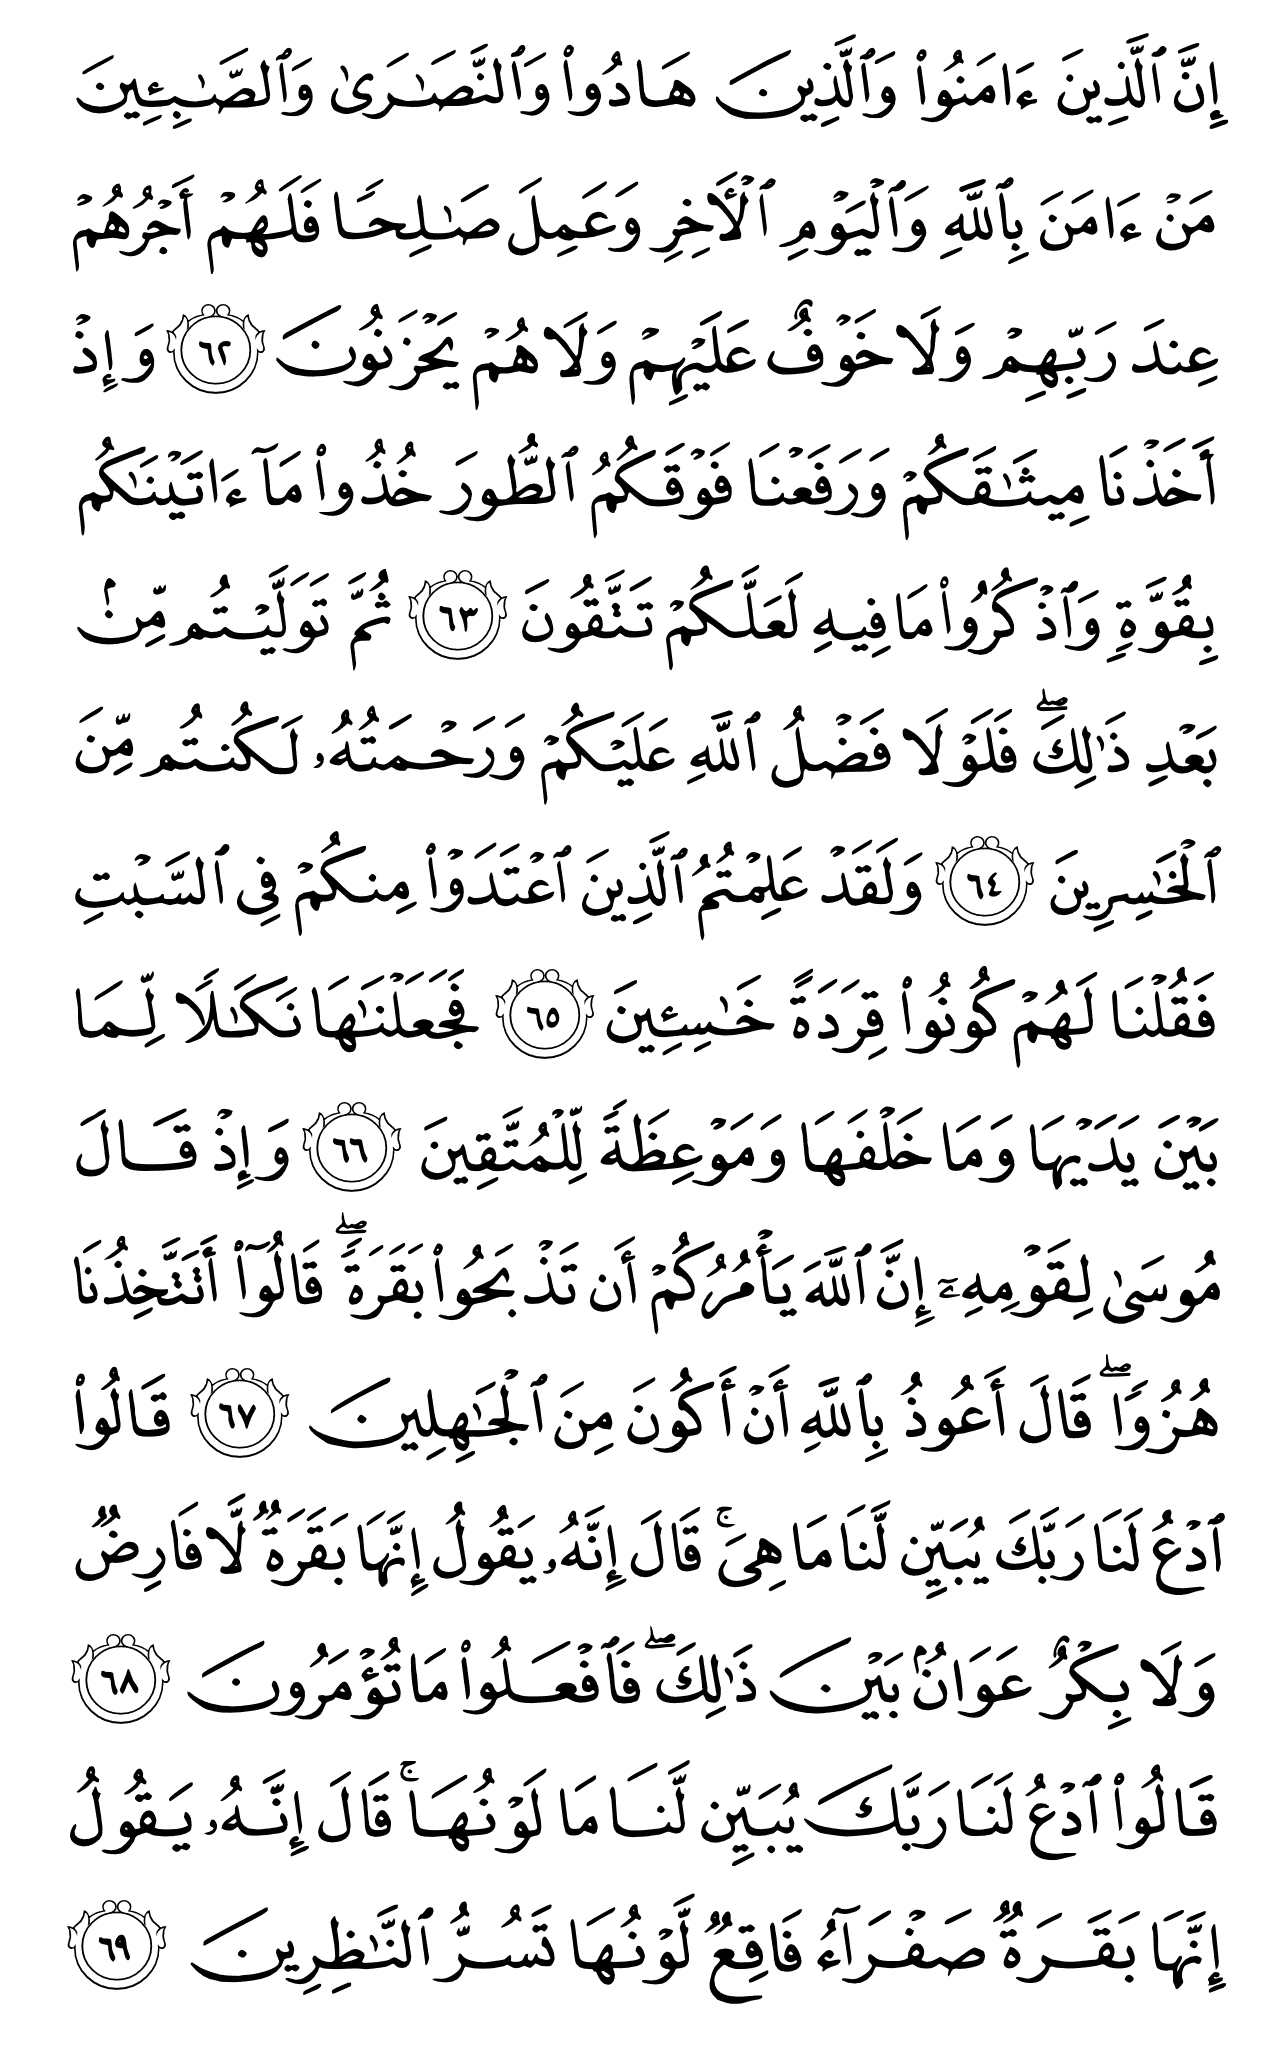 إِنَّ ٱلَّذِينَ ءَامَنُوا۟ وَٱلَّذِينَ هَادُوا۟ وَٱلنَّصَـٰرَىٰ وَٱلصَّـٰبِـِٔينَ
مَنْ ءَامَنَ بِٱللَّهِ وَٱلْيَوْمِ ٱلْـَٔاخِرِ وَعَمِلَ صَـٰلِحًا فَلَهُمْ أَجْرُهُمْ
عِندَ رَبِّهِمْ وَلَا خَوْفٌ عَلَيْهِمْ وَلَا هُمْ يَحْزَنُونَ ٦٢ وَإِذْ
أَخَذْنَا مِيثَـٰقَكُمْ وَرَفَعْنَا فَوْقَكُمُ ٱلطُّورَ خُذُوا۟ مَآ ءَاتَيْنَـٰكُم
بِقُوَّةٍ وَٱذْكُرُوا۟ مَا فِيهِ لَعَلَّكُمْ تَتَّقُونَ ٦٣ ثُمَّ تَوَلَّيْتُم مِّنۢ
بَعْدِ ذَٰلِكَ ۖ فَلَوْلَا فَضْلُ ٱللَّهِ عَلَيْكُمْ وَرَحْمَتُهُۥ لَكُنتُم مِّنَ
ٱلْخَـٰسِرِينَ ٦٤ وَلَقَدْ عَلِمْتُمُ ٱلَّذِينَ ٱعْتَدَوْا۟ مِنكُمْ فِى ٱلسَّبْتِ
فَقُلْنَا لَهُمْ كُونُوا۟ قِرَدَةً خَـٰسِـِٔينَ ٦٥ فَجَعَلْنَـٰهَا نَكَـٰلًا لِّمَا
بَيْنَ يَدَيْهَا وَمَا خَلْفَهَا وَمَوْعِظَةً لِّلْمُتَّقِينَ ٦٦ وَإِذْ قَالَ
مُوسَىٰ لِقَوْمِهِۦٓ إِنَّ ٱللَّهَ يَأْمُرُكُمْ أَن تَذْبَحُوا۟ بَقَرَةً ۖ قَالُوٓا۟ أَتَتَّخِذُنَا
هُزُوًا ۖ قَالَ أَعُوذُ بِٱللَّهِ أَنْ أَكُونَ مِنَ ٱلْجَـٰهِلِينَ ٦٧ قَالُوا۟
ٱدْعُ لَنَا رَبَّكَ يُبَيِّن لَّنَا مَا هِىَ ۚ قَالَ إِنَّهُۥ يَقُولُ إِنَّهَا بَقَرَةٌ لَّا فَارِضٌ
وَلَا بِكْرٌ عَوَانٌۢ بَيْنَ ذَٰلِكَ ۖ فَٱفْعَلُوا۟ مَا تُؤْمَرُونَ ٦٨
قَالُوا۟ ٱدْعُ لَنَا رَبَّكَ يُبَيِّن لَّنَا مَا لَوْنُهَا ۚ قَالَ إِنَّهُۥ يَقُولُ
إِنَّهَا بَقَرَةٌ صَفْرَآءُ فَاقِعٌ لَّوْنُهَا تَسُرُّ ٱلنَّـٰظِرِينَ ٦٩